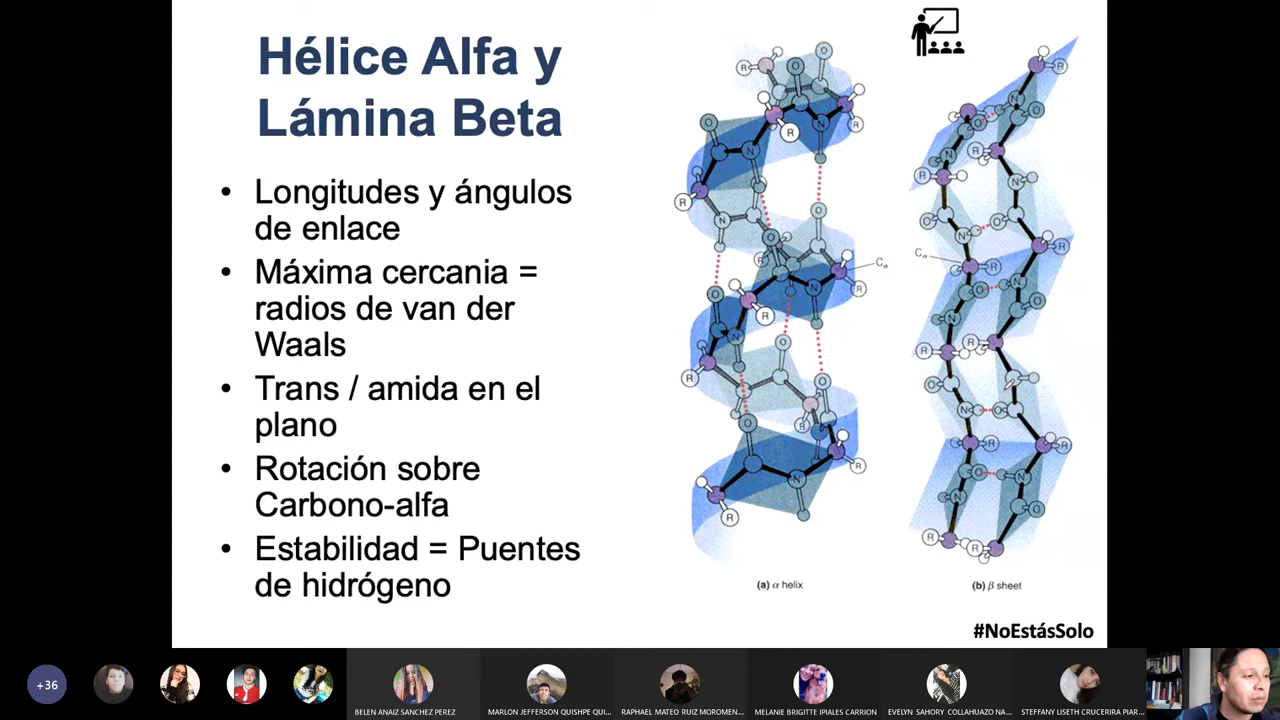 Hélice Alfa y
Lámina Beta
• Longitudes y ángulos
de enlace
• Máxima cercania =
radios de van der
Waals
• Trans / amida en el
plano
• Rotación sobre
Carbono-alfa
• Estabilidad = Puentes
de hidrógeno
(a) α helix
(b) β sheet
#NoEstásSolo
+36
BELEN ANAIZ SANCHEZ PEREZ
MARLON JEFFERSON QUISHPE QUI...
RAPHAEL MATEO RUIZ MOROMEN...
MELANIE BRIGITTE IPIALES CARRION
EVELYN SAHORY COLLAHUAZO NA...
STEFFANY LISETH CRUCERIRA PIAR...